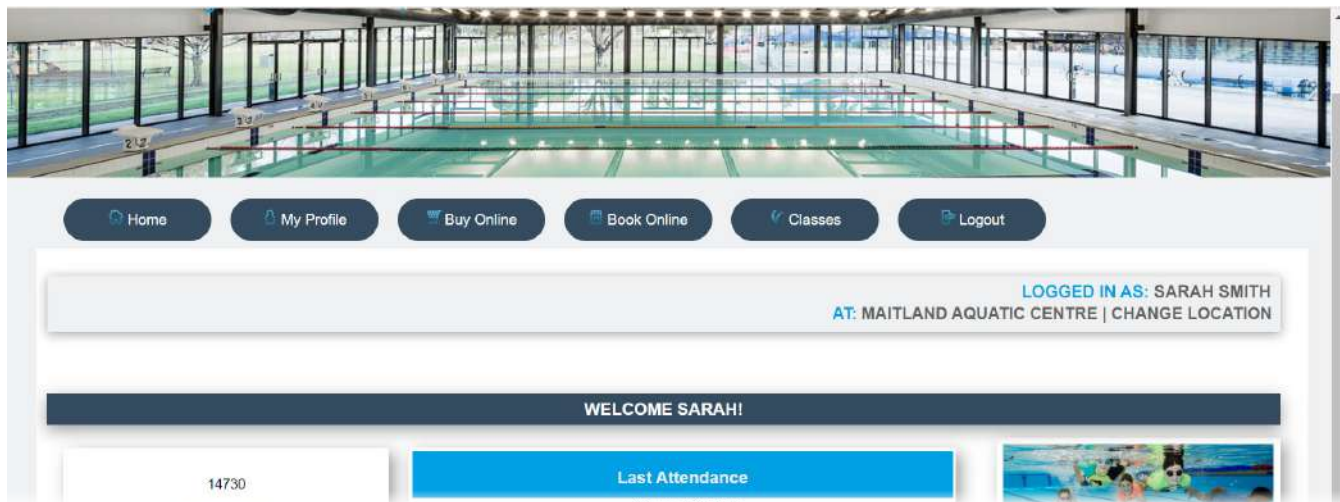 Home
My Profile
Buy Online
Book Online
Classes
Logout
LOGGED IN AS: SARAH SMITH
AT: MAITLAND AQUATIC CENTRE | CHANGE LOCATION
WELCOME SARAH!
14730
Last Attendance